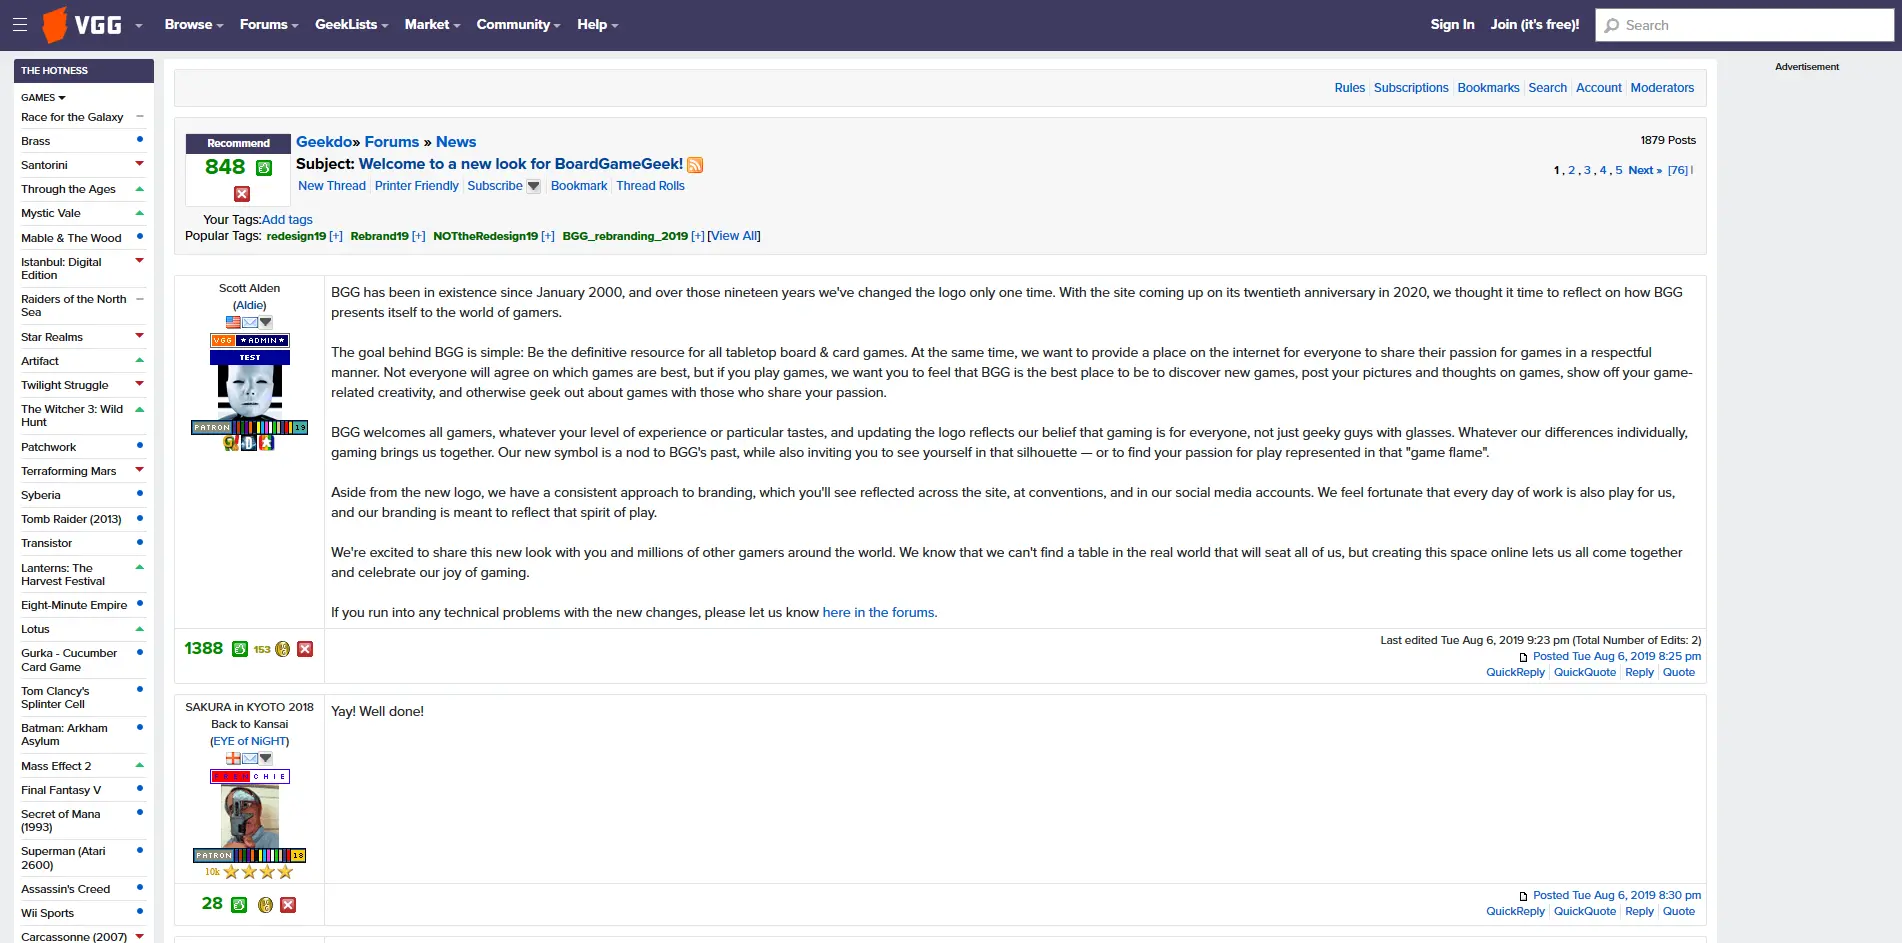 VGG Browse Forums GeekLists Market Community Help Sign In Join (it's free!) Search
THE HOTNESS
GAMES
Race for the Galaxy
Brass
Santorini
Through the Ages
Mystic Vale
Mable & The Wood
Istanbul: Digital
Edition
Raiders of the North
Sea
Star Realms
Artifact
Twilight Struggle
The Witcher 3: Wild
Hunt
Patchwork
Terraforming Mars
Syberia
Tomb Raider (2013)
Transistor
Lanterns: The
Harvest Festival
Eight-Minute Empire
Lotus
Gurka - Cucumber
Card Game
Tom Clancy's
Splinter Cell
Batman: Arkham
Asylum
Mass Effect 2
Final Fantasy V
Secret of Mana
(1993)
Superman (Atari
2600)
Assassin's Creed
Wii Sports
Carcassonne (2007)
Advertisement
Rules Subscriptions Bookmarks Search Account Moderators
Recommend
848
Geekdo» Forums » News
Subject: Welcome to a new look for BoardGameGeek!
New Thread Printer Friendly Subscribe Bookmark Thread Rolls
1879 Posts
1 , 2 , 3 , 4 , 5 Next » [76] |
Your Tags:Add tags
Popular Tags: redesign19 [+] Rebrand19 [+] NOTtheRedesign19 [+] BGG_rebranding_2019 [+] [View All]
Scott Alden
(Aldie)
VGG ★ADMIN★
TEST
PATRON 19
BGG has been in existence since January 2000, and over those nineteen years we've changed the logo only one time. With the site coming up on its twentieth anniversary in 2020, we thought it time to reflect on how BGG
presents itself to the world of gamers.
The goal behind BGG is simple: Be the definitive resource for all tabletop board & card games. At the same time, we want to provide a place on the internet for everyone to share their passion for games in a respectful
manner. Not everyone will agree on which games are best, but if you play games, we want you to feel that BGG is the best place to be to discover new games, post your pictures and thoughts on games, show off your game-
related creativity, and otherwise geek out about games with those who share your passion.
BGG welcomes all gamers, whatever your level of experience or particular tastes, and updating the logo reflects our belief that gaming is for everyone, not just geeky guys with glasses. Whatever our differences individually,
gaming brings us together. Our new symbol is a nod to BGG's past, while also inviting you to see yourself in that silhouette — or to find your passion for play represented in that "game flame".
Aside from the new logo, we have a consistent approach to branding, which you'll see reflected across the site, at conventions, and in our social media accounts. We feel fortunate that every day of work is also play for us,
and our branding is meant to reflect that spirit of play.
We're excited to share this new look with you and millions of other gamers around the world. We know that we can't find a table in the real world that will seat all of us, but creating this space online lets us all come together
and celebrate our joy of gaming.
If you run into any technical problems with the new changes, please let us know here in the forums.
1388 153
Last edited Tue Aug 6, 2019 9:23 pm (Total Number of Edits: 2)
Posted Tue Aug 6, 2019 8:25 pm
QuickReply QuickQuote Reply Quote
SAKURA in KYOTO 2018
Back to Kansai
(EYE of NiGHT)
FRENCHIE
PATRON 18
10k
Yay! Well done!
28
Posted Tue Aug 6, 2019 8:30 pm
QuickReply QuickQuote Reply Quote